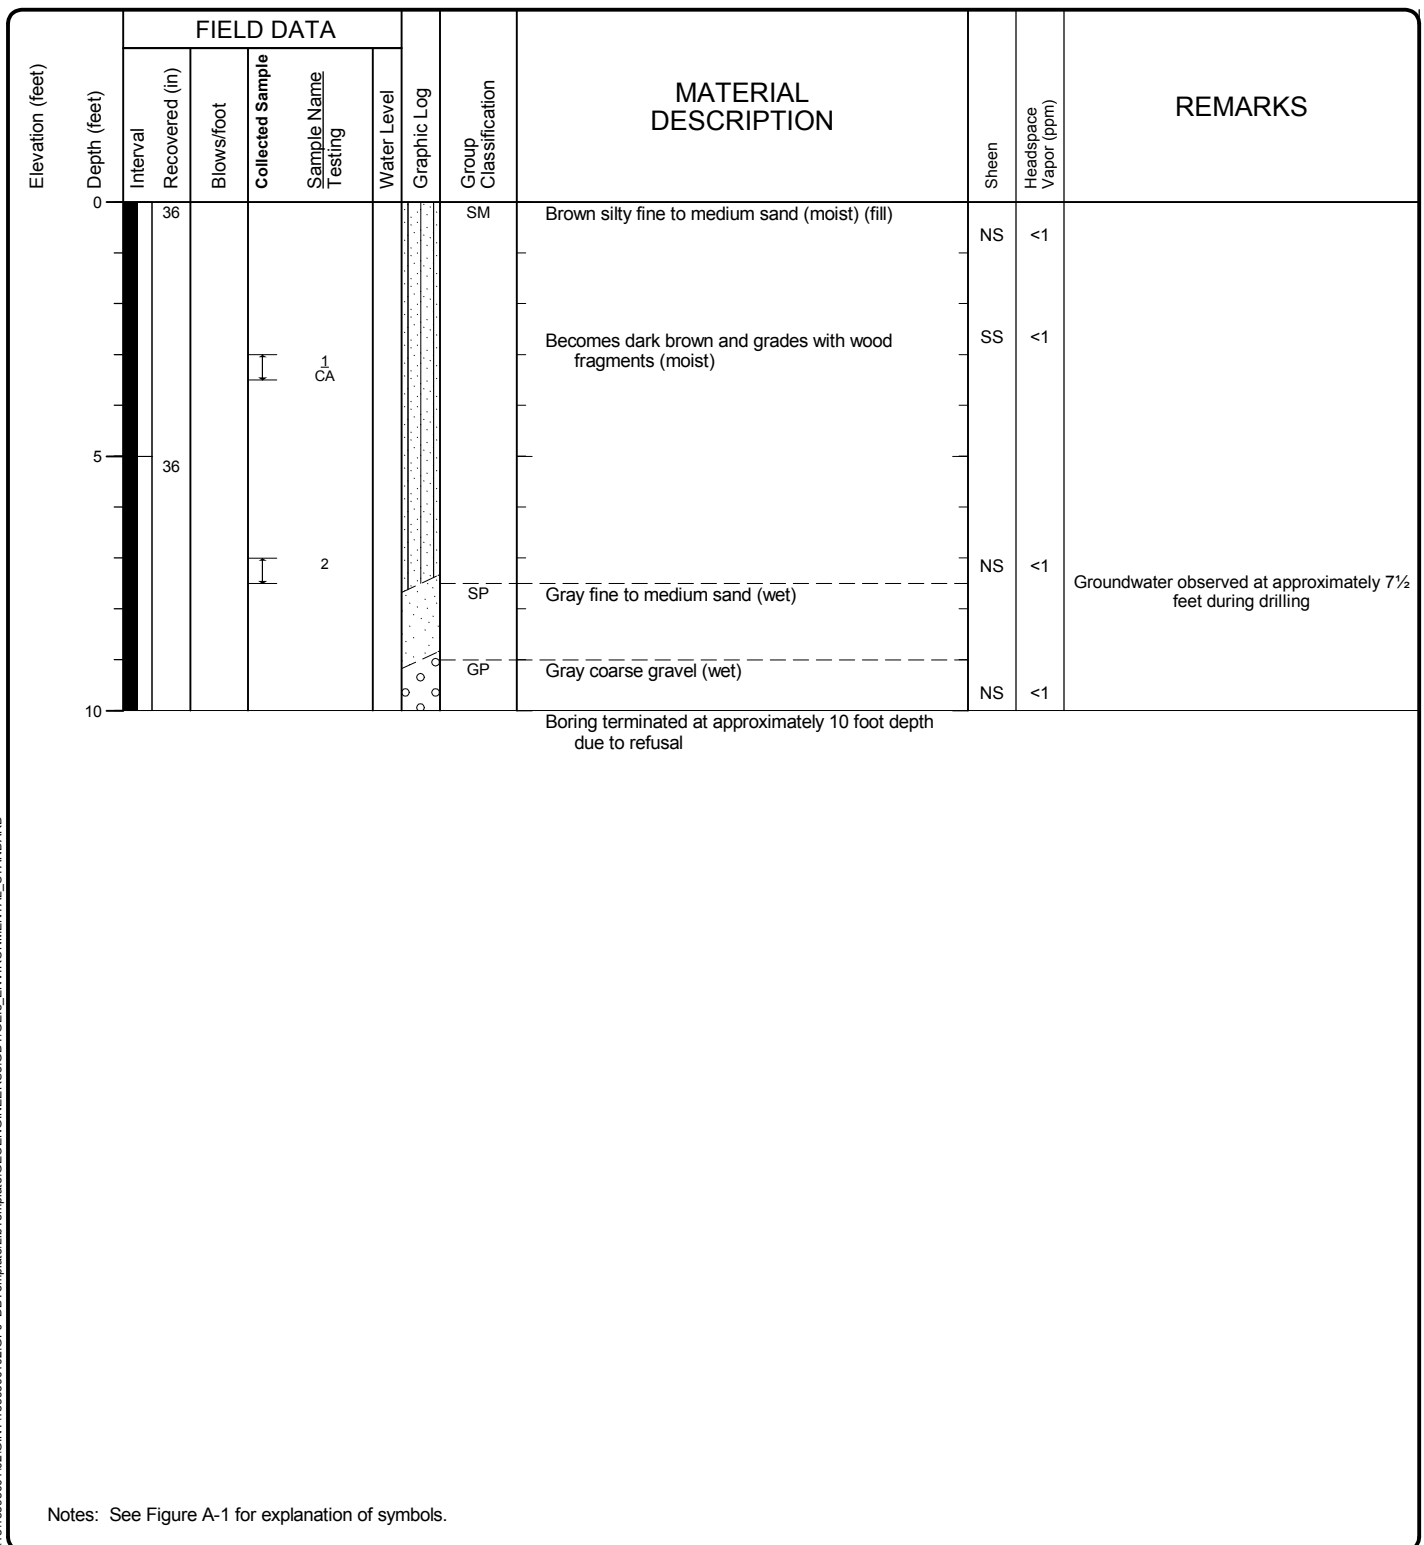 FIELD DATA
Elevation (feet)
Depth (feet)
Interval
Recovered (in)
Blows/foot
Collected Sample
Sample Name
Testing
Water Level
Graphic Log
Group
Classification
MATERIAL
DESCRIPTION
Sheen
Headspace
Vapor (ppm)
REMARKS
0
36
SM
Brown silty fine to medium sand (moist) (fill)
NS
<1
Becomes dark brown and grades with wood
fragments (moist)
SS
<1
1
CA
5
36
2
NS
<1
Groundwater observed at approximately 7½
feet during drilling
SP
Gray fine to medium sand (wet)
GP
Gray coarse gravel (wet)
NS
<1
10
Boring terminated at approximately 10 foot depth
due to refusal
Notes: See Figure A-1 for explanation of symbols.